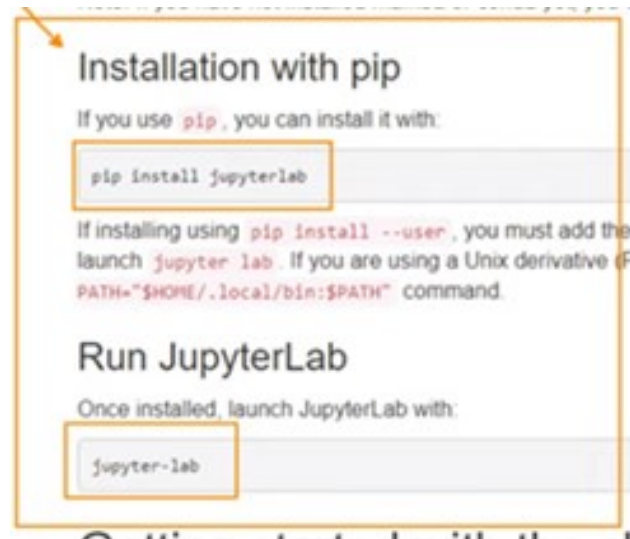 Installation with pip
If you use pip, you can install it with:
pip install jupyterlab
If installing using pip install --user, you must add the
launch jupyter lab. If you are using a Unix derivative
PATH="$HOME/.local/bin:$PATH" command.
Run JupyterLab
Once installed, launch JupyterLab with:
jupyter-lab